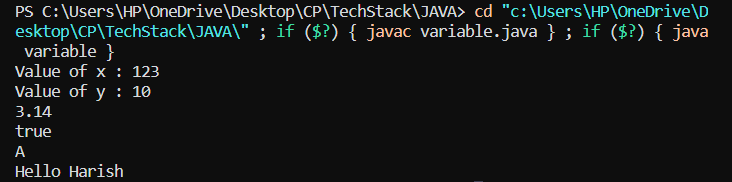 PS C:\Users\HP\OneDrive\Desktop\CP\TechStack\JAVA> cd "c:\Users\HP\OneDrive\D
esktop\CP\TechStack\JAVA\" ; if ($?) { javac variable.java } ; if ($?) { java
 variable }
Value of x : 123
Value of y : 10
3.14
true
A
Hello Harish